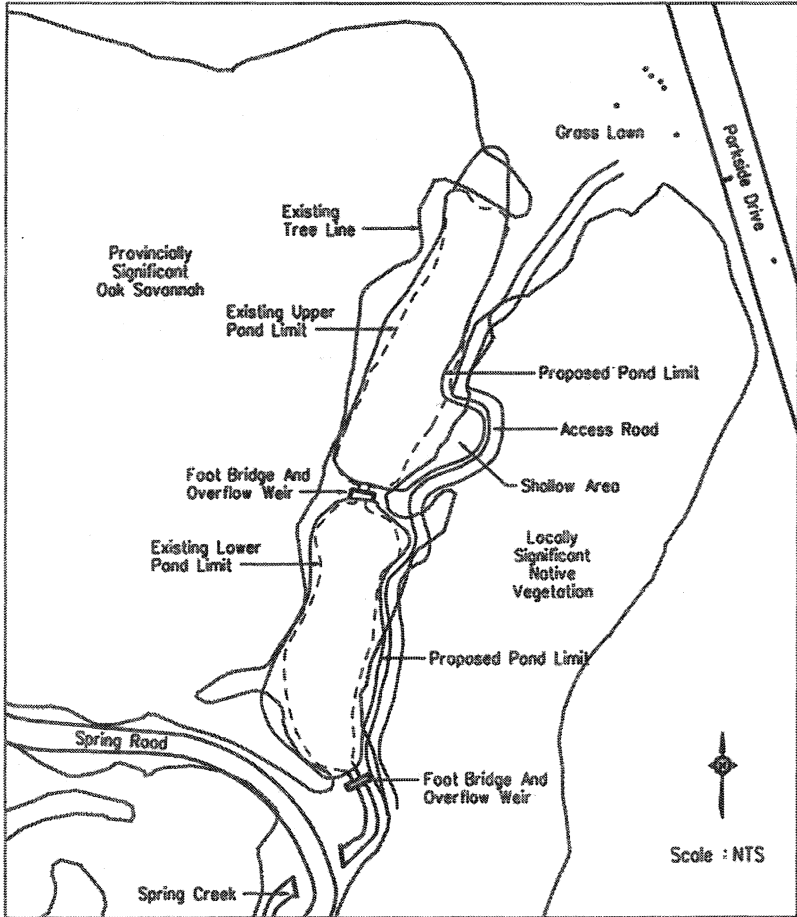 Grass Lawn
Parkside Drive
Existing
Tree Line
Provincially
Significant
Oak Savannah
Existing Upper
Pond Limit
Proposed Pond Limit
Access Road
Foot Bridge And
Overflow Weir
Shallow Area
Existing Lower
Pond Limit
Locally
Significant
Native
Vegetation
Proposed Pond Limit
Spring Road
Foot Bridge And
Overflow Weir
Scale : NTS
Spring Creek